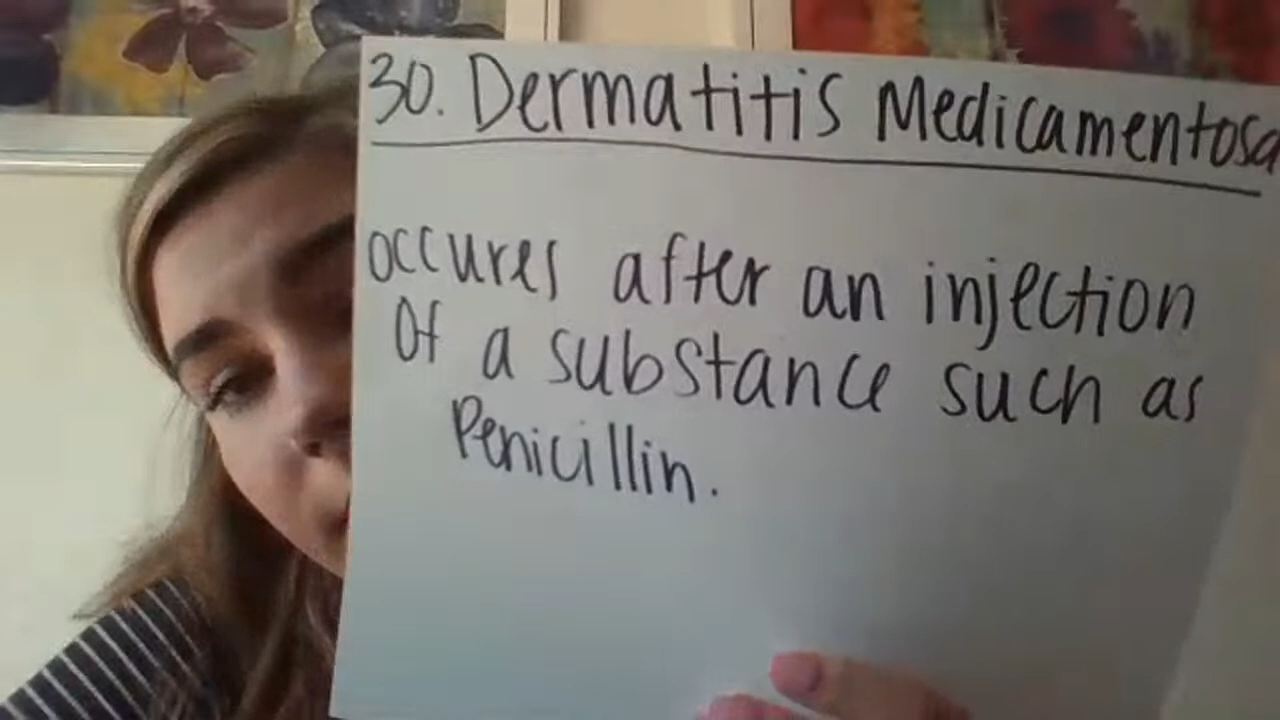 30. Dermatitis Medicamentosa
occures after an injection
Of a substance such as
Penicillin.